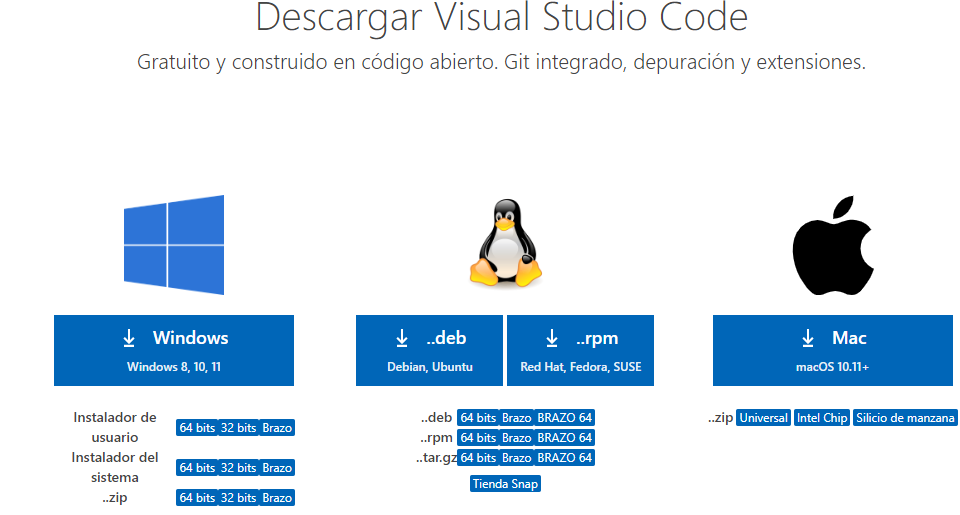 Descargar Visual Studio Code
Gratuito y construido en código abierto. Git integrado, depuración y extensiones.
Windows
Windows 8, 10, 11
..deb
Debian, Ubuntu
..rpm
Red Hat, Fedora, SUSE
Mac
macOS 10.11+
Instalador de
usuario
64 bits 32 bits Brazo
Instalador del
sistema
64 bits 32 bits Brazo
..zip 64 bits 32 bits Brazo
..deb 64 bits Brazo BRAZO 64
..rpm 64 bits Brazo BRAZO 64
..tar.gz 64 bits Brazo BRAZO 64
Tienda Snap
..zip Universal Intel Chip Silicio de manzana